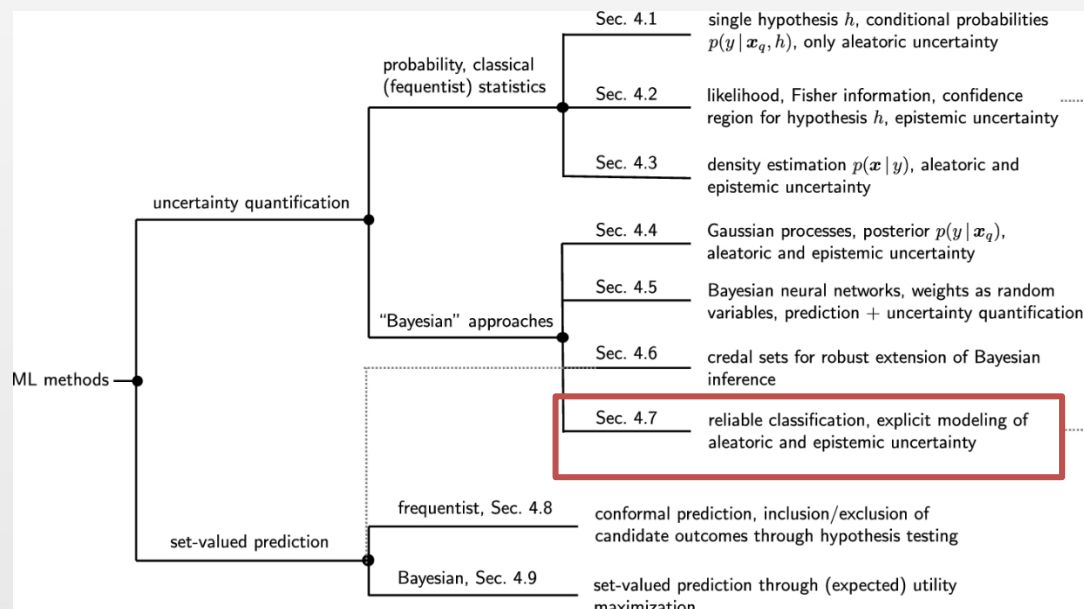 Sec. 4.1
single hypothesis h, conditional probabilities
p(y | x_q, h), only aleatoric uncertainty
probability, classical
(fequentist) statistics
Sec. 4.2
likelihood, Fisher information, confidence
region for hypothesis h, epistemic uncertainty
Sec. 4.3
density estimation p(x | y), aleatoric and
epistemic uncertainty
uncertainty quantification
Sec. 4.4
Gaussian processes, posterior p(y | x_q),
aleatoric and epistemic uncertainty
Sec. 4.5
Bayesian neural networks, weights as random
variables, prediction + uncertainty quantification
"Bayesian" approaches
Sec. 4.6
credal sets for robust extension of Bayesian
inference
ML methods
Sec. 4.7
reliable classification, explicit modeling of
aleatoric and epistemic uncertainty
frequentist, Sec. 4.8
conformal prediction, inclusion/exclusion of
candidate outcomes through hypothesis testing
set-valued prediction
Bayesian, Sec. 4.9
set-valued prediction through (expected) utility
maximization